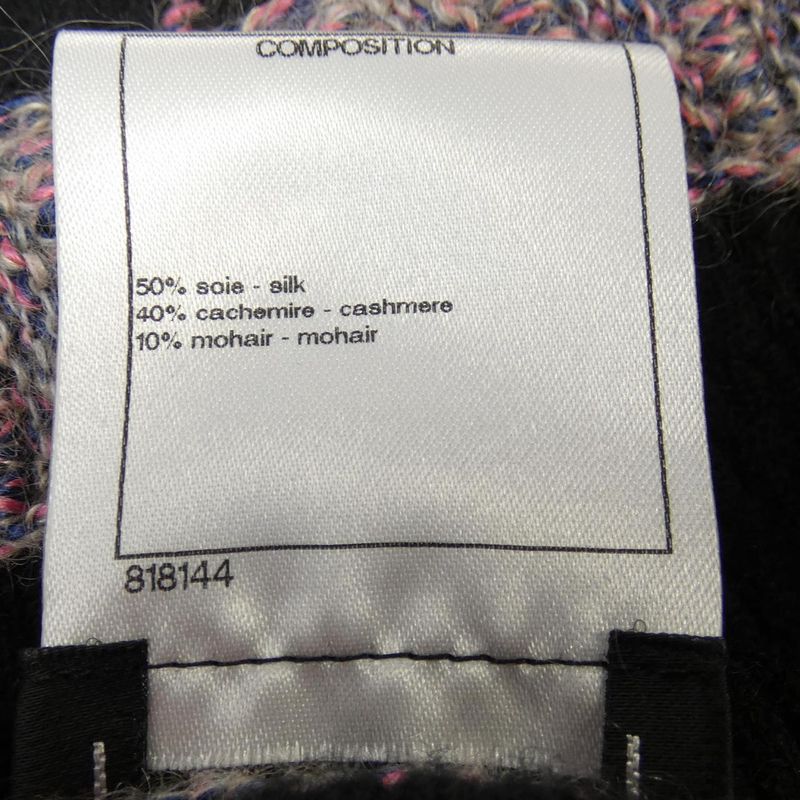 COMPOSITION
50% soie - silk
40% cachemire - cashmere
10% mohair - mohair
818144